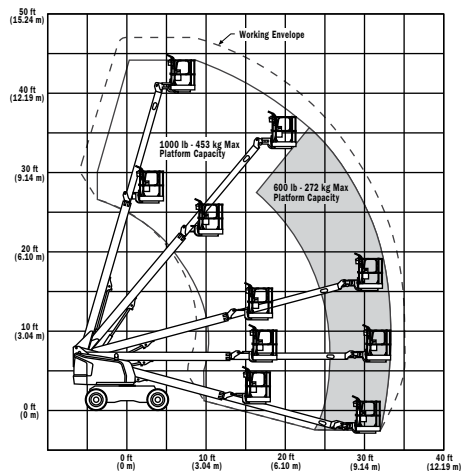 50 ft
(15.24 m)
Working Envelope
40 ft
(12.19 m)
1000 lb - 453 kg Max
Platform Capacity
30 ft
(9.14 m)
600 lb - 272 kg Max
Platform Capacity
20 ft
(6.10 m)
10 ft
(3.04 m)
0 ft
(0 m)
0 ft
(0 m)
10 ft
(3.04 m)
20 ft
(6.10 m)
30 ft
(9.14 m)
40 ft
(12.19 m)